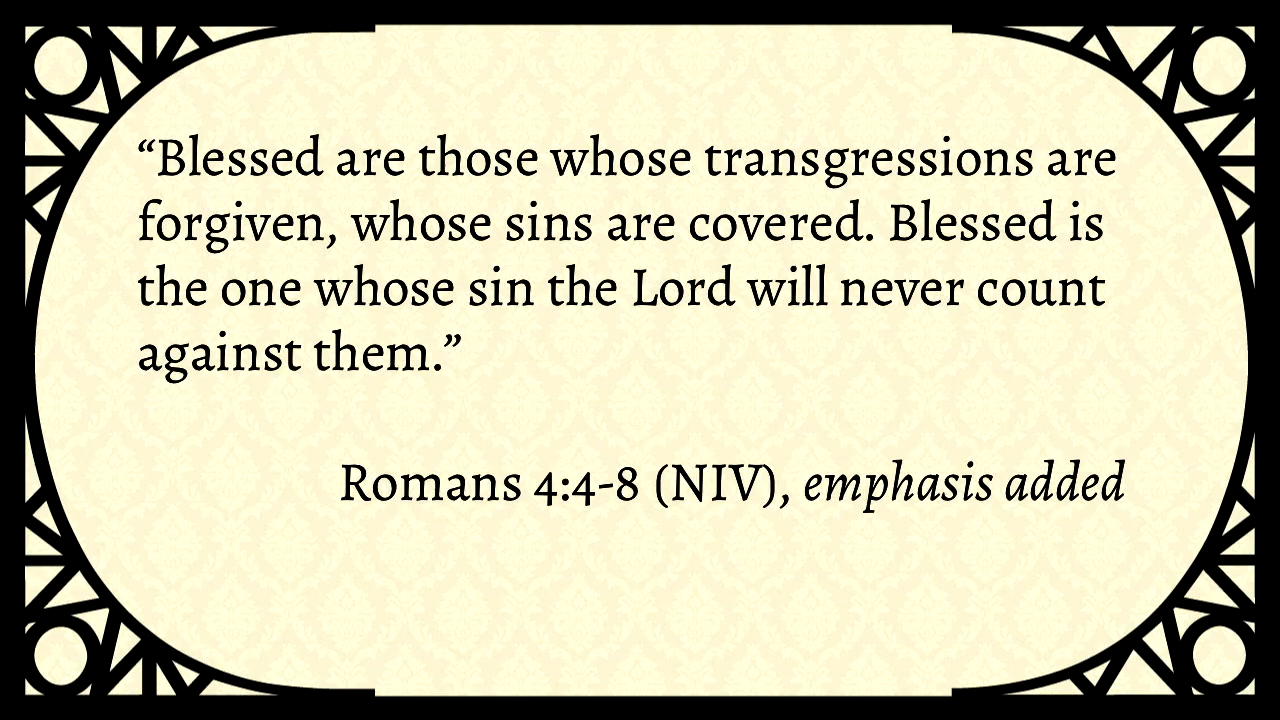 “Blessed are those whose transgressions are
forgiven, whose sins are covered. Blessed is
the one whose sin the Lord will never count
against them.”
Romans 4:4-8 (NIV), emphasis added